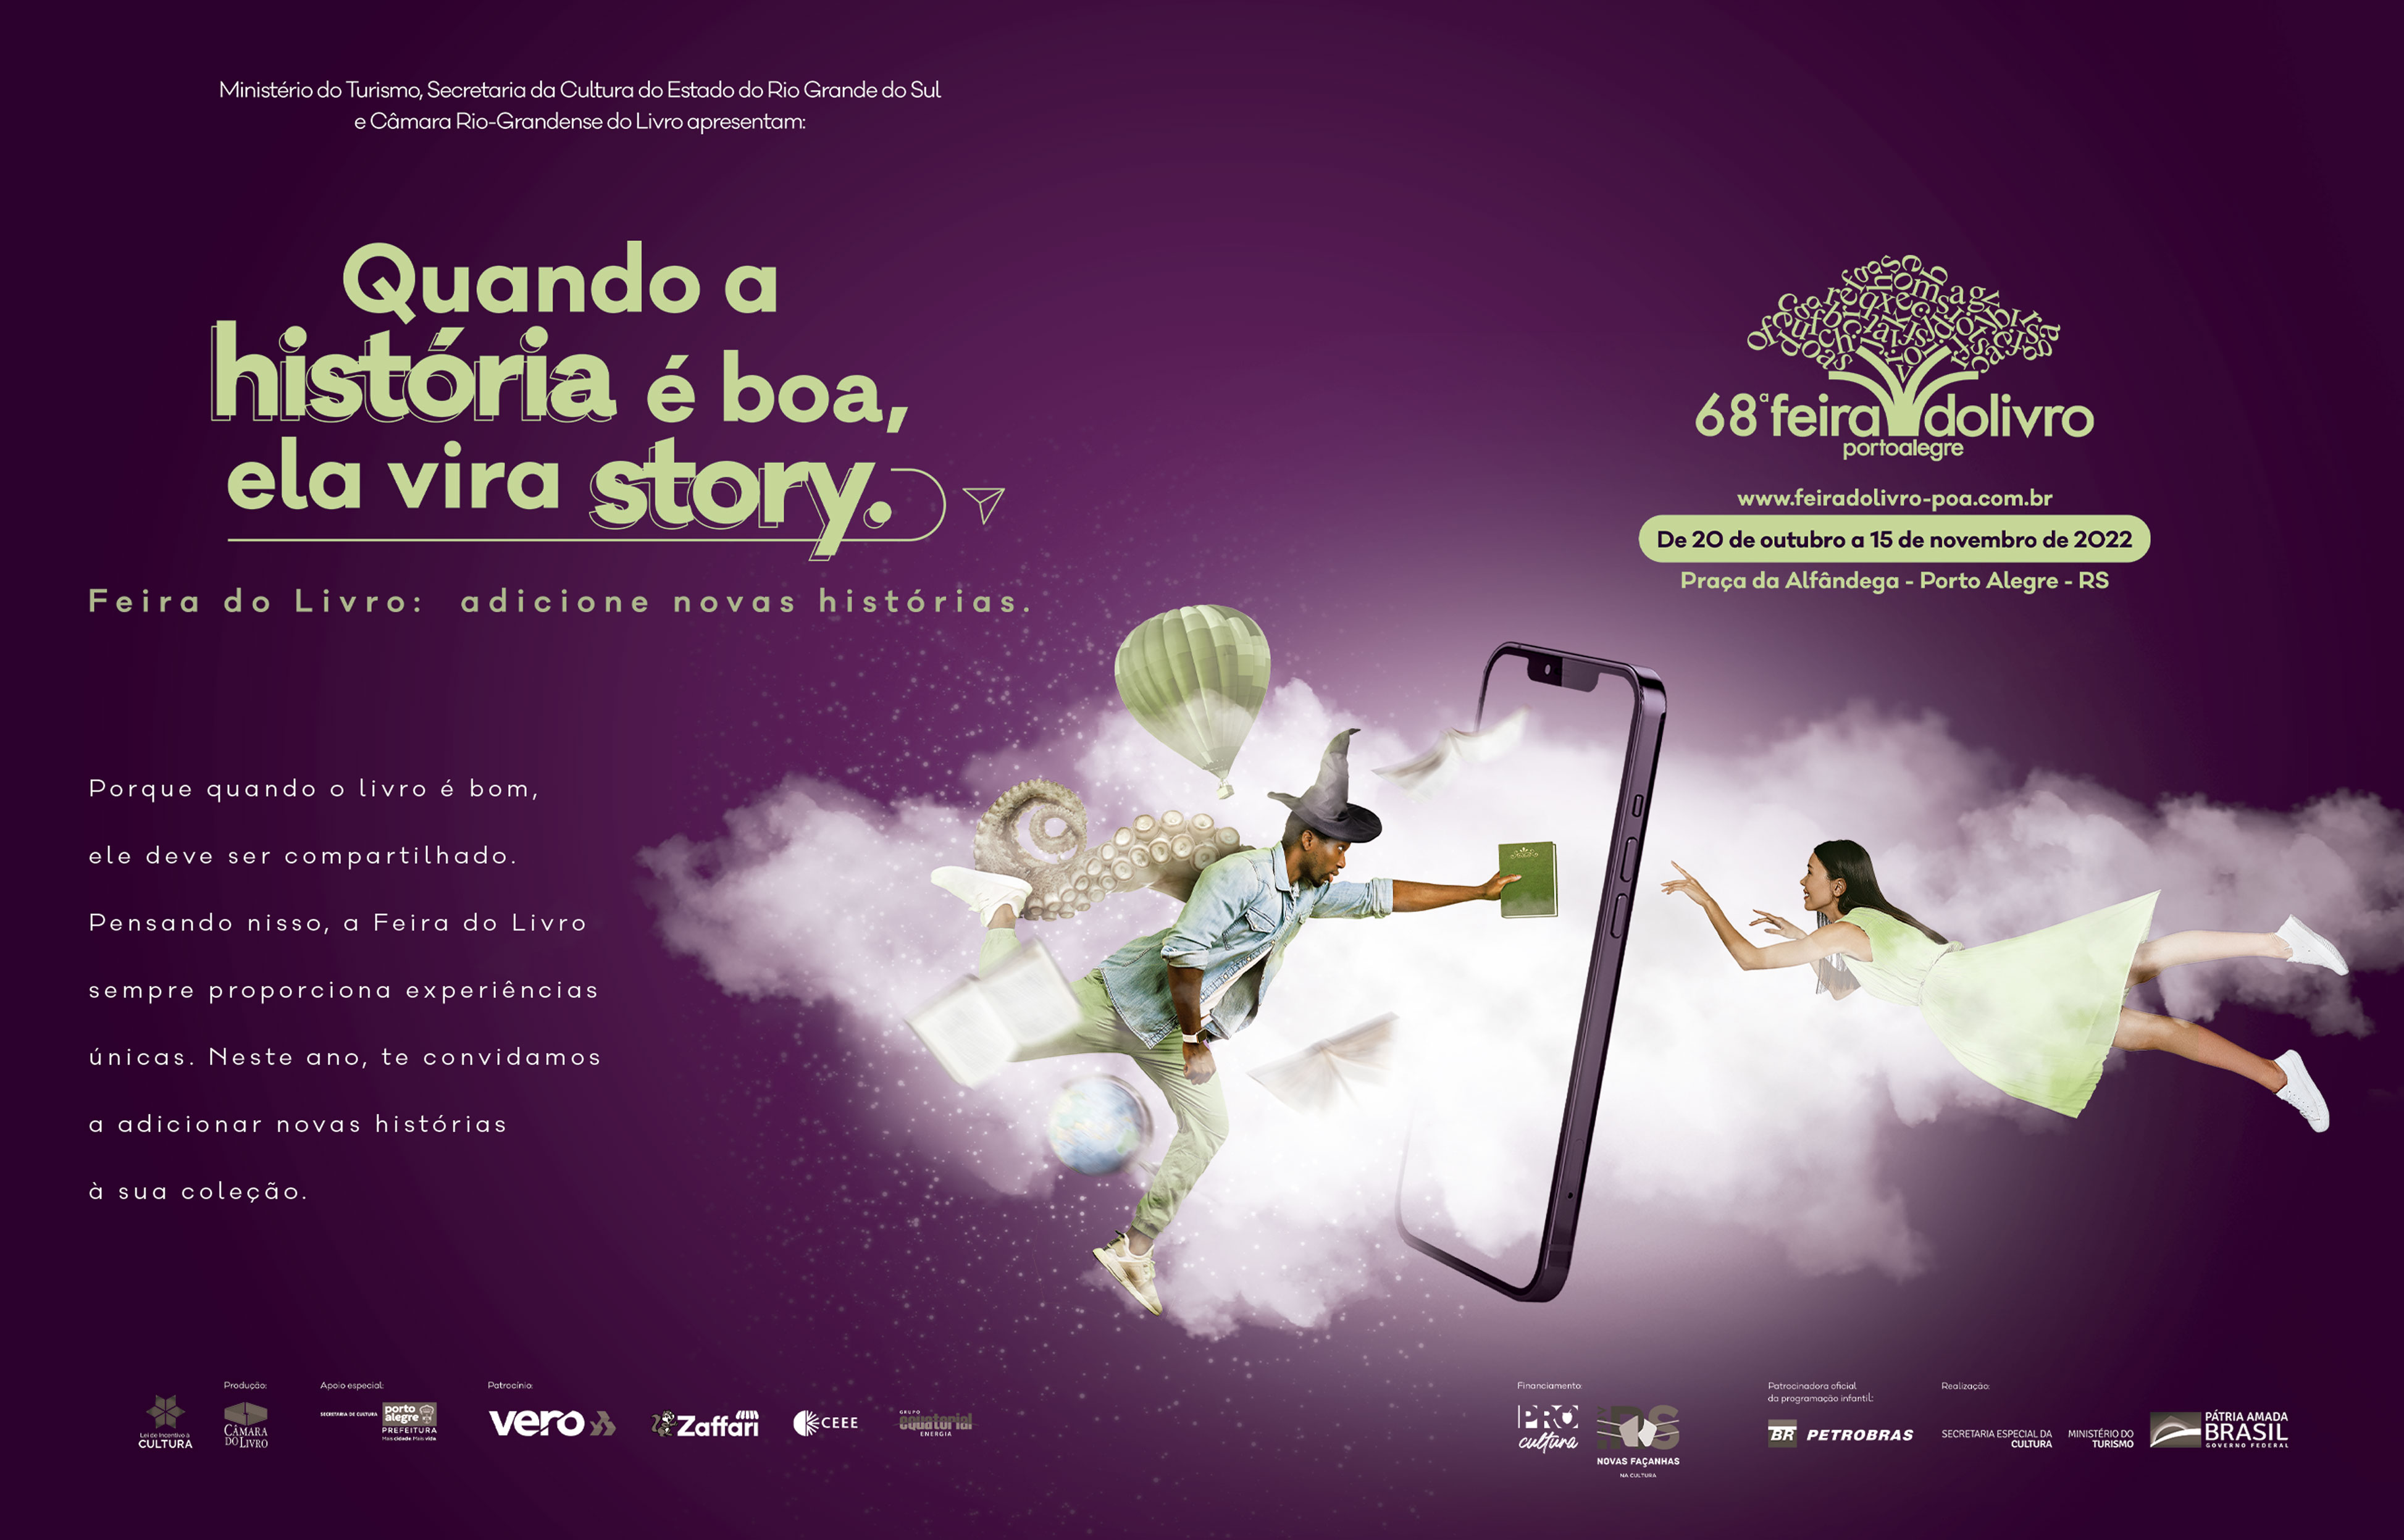 Ministério do Turismo, Secretaria da Cultura do Estado do Rio Grande do Sul
e Câmara Rio-Grandense do Livro apresentam:
Quando a
história é boa,
ela vira story.
Feira do Livro: adicione novas histórias.
68ª feira dolivro
portoalegre
www.feiradolivro-poa.com.br
De 20 de outubro a 15 de novembro de 2022
Praça da Alfândega - Porto Alegre - RS
Porque quando o livro é bom,
ele deve ser compartilhado.
Pensando nisso, a Feira do Livro
sempre proporciona experiências
únicas. Neste ano, te convidamos
a adicionar novas histórias
à sua coleção.
Lei de Incentivo à
CULTURA
Produção:
CÂMARA
DO LIVRO
Apoio especial:
SECRETARIA DE CULTURA
porto
alegre
PREFEITURA
Mais cidade. Mais vida.
Patrocínio:
vero
Zaffari
CEEE
GRUPO
equatorial
ENERGIA
Financiamento:
PRÓ
cultura
RS
NOVAS FAÇANHAS
NA CULTURA
Patrocinadora oficial
da programação infantil:
BR PETROBRAS
Realização:
SECRETARIA ESPECIAL DA
CULTURA
MINISTÉRIO DO
TURISMO
PÁTRIA AMADA
BRASIL
GOVERNO FEDERAL